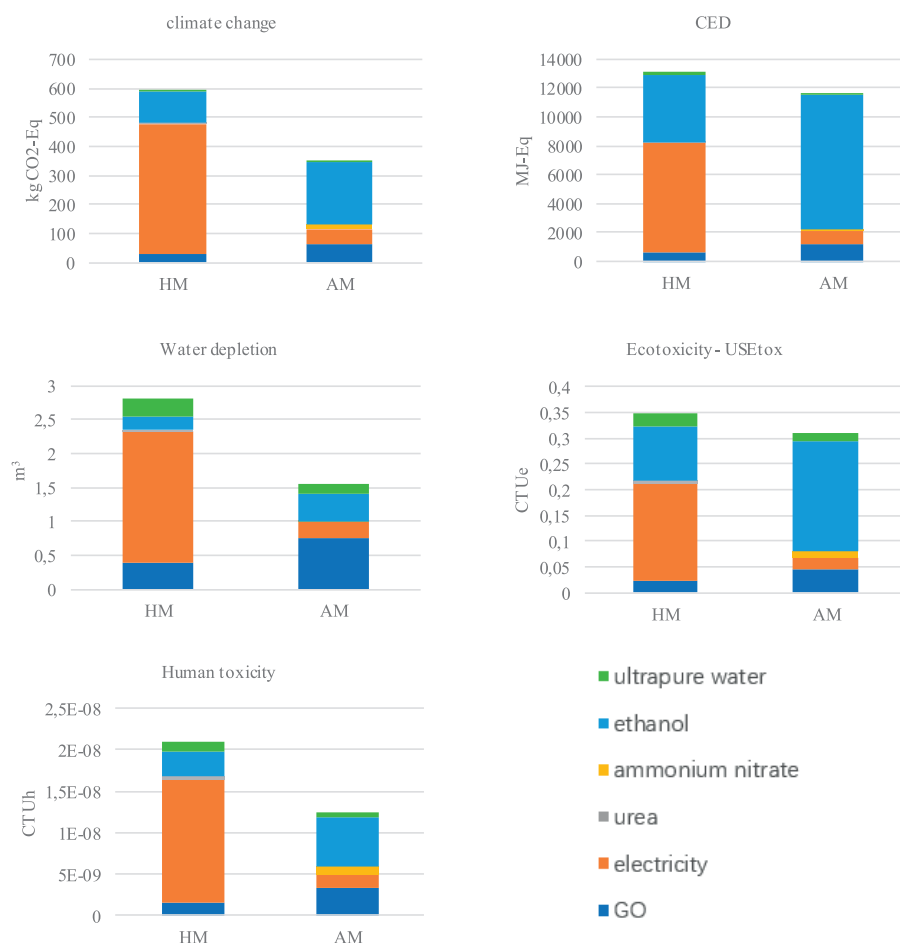 climate change
700
600
500
400
300
200
100
0
kg CO2-Eq
HM
AM
CED
14000
12000
10000
8000
6000
4000
2000
0
MJ-Eq
HM
AM
Water depletion
3
2,5
2
1,5
1
0,5
0
m³
HM
AM
Ecotoxicity- USEtox
0,4
0,35
0,3
0,25
0,2
0,15
0,1
0,05
0
CTUe
HM
AM
Human toxicity
2,5E-08
2E-08
1,5E-08
1E-08
5E-09
0
CTUh
HM
AM
ultrapure water
ethanol
ammonium nitrate
urea
electricity
GO